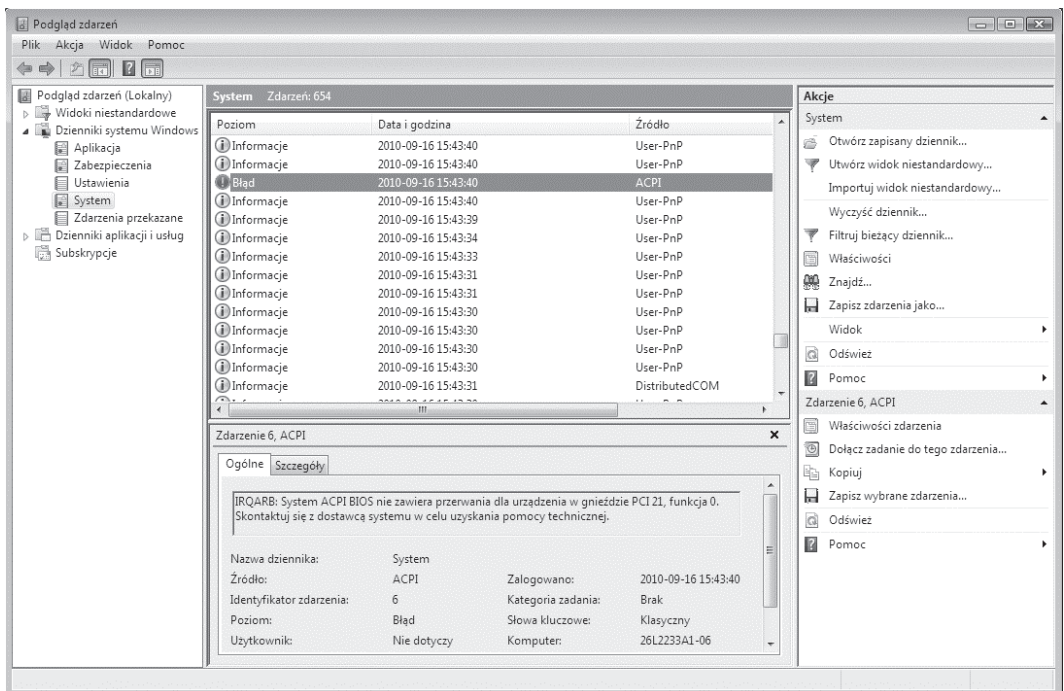 Podgląd zdarzeń
Plik Akcja Widok Pomoc
Podgląd zdarzeń (Lokalny)
Widoki niestandardowe
Dzienniki systemu Windows
Aplikacja
Zabezpieczenia
Ustawienia
System
Zdarzenia przekazane
Dzienniki aplikacji i usług
Subskrypcje
System Zdarzeń: 654
Poziom Data i godzina Źródło
Informacje 2010-09-16 15:43:40 User-PnP
Informacje 2010-09-16 15:43:40 User-PnP
Błąd 2010-09-16 15:43:40 ACPI
Informacje 2010-09-16 15:43:40 User-PnP
Informacje 2010-09-16 15:43:39 User-PnP
Informacje 2010-09-16 15:43:34 User-PnP
Informacje 2010-09-16 15:43:33 User-PnP
Informacje 2010-09-16 15:43:31 User-PnP
Informacje 2010-09-16 15:43:31 User-PnP
Informacje 2010-09-16 15:43:30 User-PnP
Informacje 2010-09-16 15:43:30 User-PnP
Informacje 2010-09-16 15:43:30 User-PnP
Informacje 2010-09-16 15:43:30 User-PnP
Informacje 2010-09-16 15:43:31 DistributedCOM
Zdarzenie 6, ACPI
Ogólne Szczegóły
IRQARB: System ACPI BIOS nie zawiera przerwania dla urządzenia w gnieździe PCI 21, funkcja 0.
Skontaktuj się z dostawcą systemu w celu uzyskania pomocy technicznej.
Nazwa dziennika: System
Źródło: ACPI Zalogowano: 2010-09-16 15:43:40
Identyfikator zdarzenia: 6 Kategoria zadania: Brak
Poziom: Błąd Słowa kluczowe: Klasyczny
Użytkownik: Nie dotyczy Komputer: 26L2233A1-06
Akcje
System
Otwórz zapisany dziennik...
Utwórz widok niestandardowy...
Importuj widok niestandardowy...
Wyczyść dziennik...
Filtruj bieżący dziennik...
Właściwości
Znajdź...
Zapisz zdarzenia jako...
Widok
Odśwież
Pomoc
Zdarzenie 6, ACPI
Właściwości zdarzenia
Dołącz zadanie do tego zdarzenia...
Kopiuj
Zapisz wybrane zdarzenia...
Odśwież
Pomoc